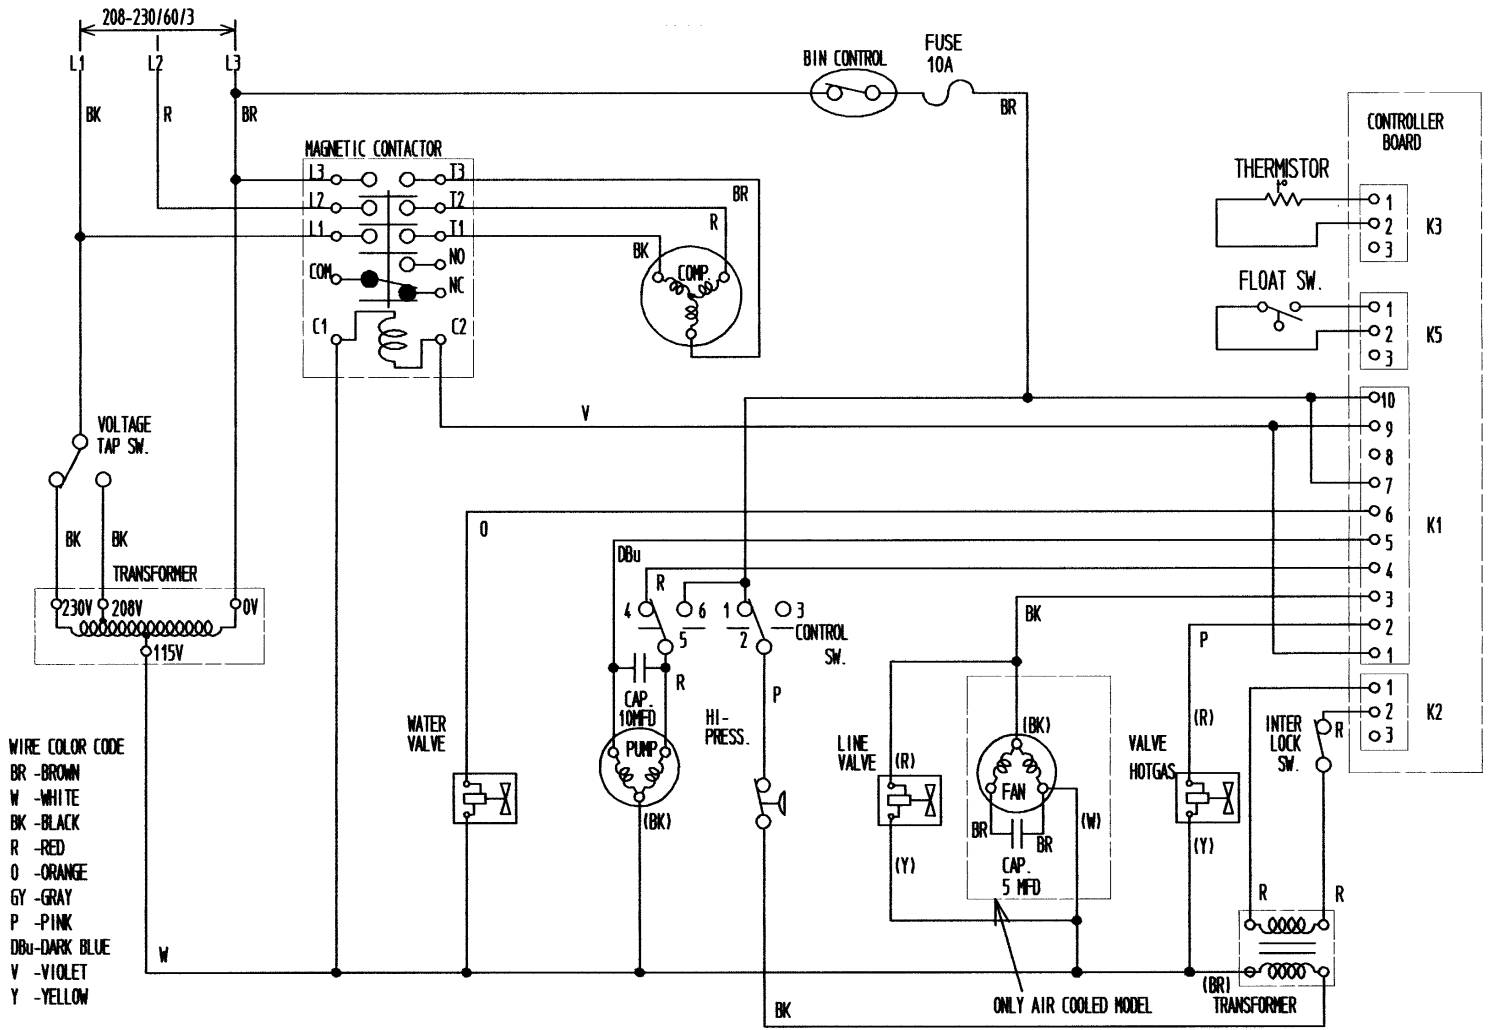 208-230/60/3
L1 L2 L3
BK R BR
BIN CONTROL
FUSE
10A
BR
CONTROLLER
BOARD
MAGNETIC CONTACTOR
L3 T3
L2 T2
L1 T1
NO
COM
NC
C1 C2
BR
R
BK
COMP.
THERMISTOR
t°
1
2
3
K3
FLOAT SW.
1
2
3
K5
VOLTAGE
TAP SW.
V
10
9
8
7
6
5
4
3
2
1
K1
BK BK
TRANSFORMER
230V 208V 0V
115V
O
DBu
R
4 6 1 3
5 2
CONTROL
SW.
BK
P
CAP.
10MFD
R
P
PUMP
(BK)
HI-
PRESS.
WATER
VALVE
LINE
VALVE
(R)
(Y)
(BK)
FAN
BR
BR
(W)
CAP.
5 MFD
VALVE
HOTGAS
(R)
(Y)
INTER
LOCK
SW.
R
1
2
3
K2
R R
WIRE COLOR CODE
BR -BROWN
W -WHITE
BK -BLACK
R -RED
O -ORANGE
GY -GRAY
P -PINK
DBu-DARK BLUE
V -VIOLET
Y -YELLOW
W
(BR)
TRANSFORMER
ONLY AIR COOLED MODEL
BK